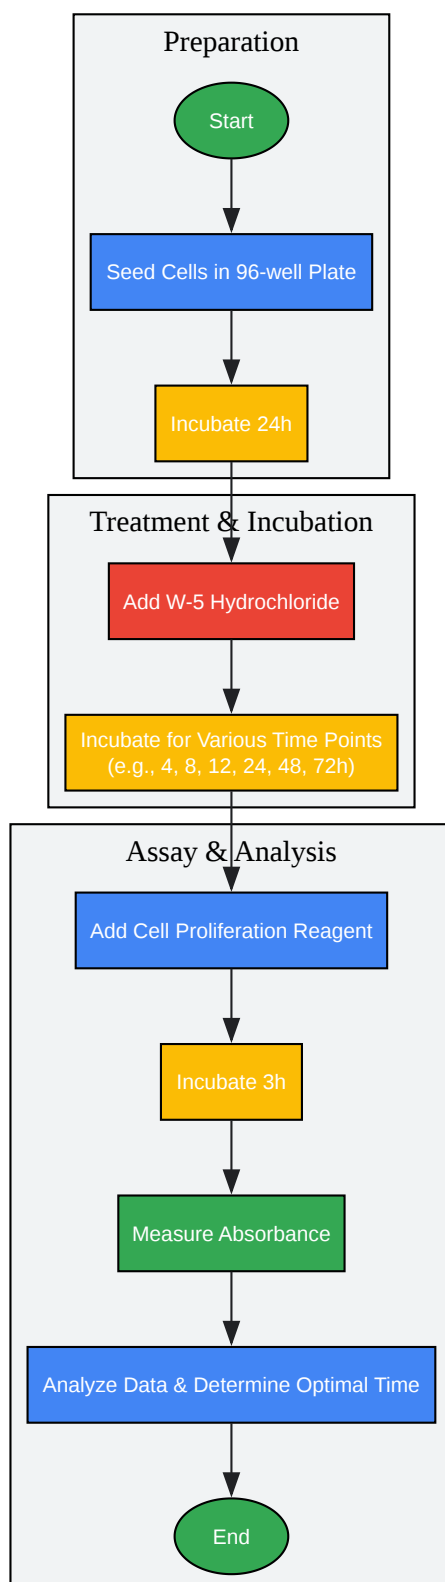 Preparation
Start
Seed Cells in 96-well Plate
Incubate 24h
Treatment & Incubation
Add W-5 Hydrochloride
Incubate for Various Time Points
(e.g., 4, 8, 12, 24, 48, 72h)
Assay & Analysis
Add Cell Proliferation Reagent
Incubate 3h
Measure Absorbance
Analyze Data & Determine Optimal Time
End